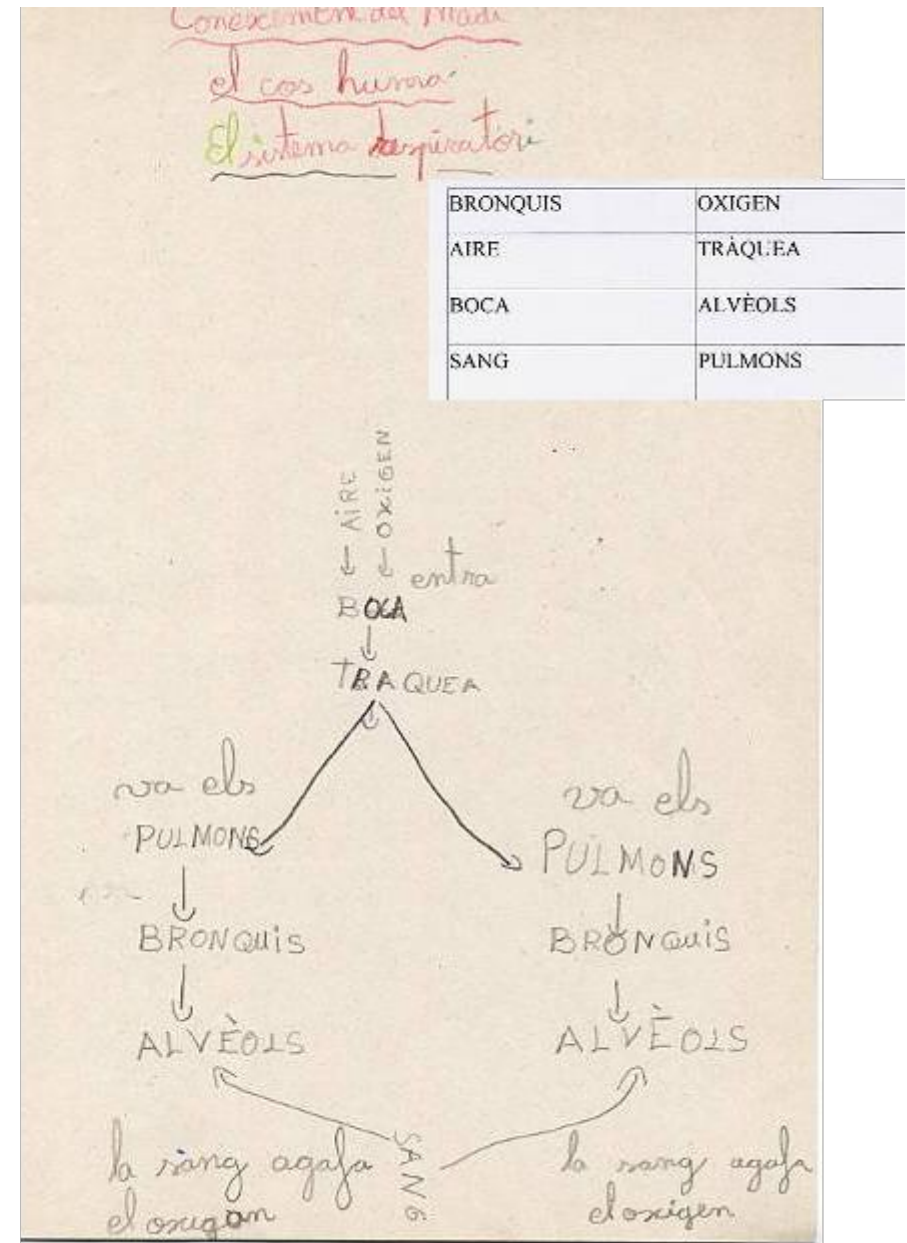 Coneixement del Medi
el cos humà
El sistema respiratori
BRONQUIS OXIGEN
AIRE TRÀQUEA
BOCA ALVÈOLS
SANG PULMONS
AIRE
OXIGEN
entra
BOCA
TRAQUEA
va els
va els
PULMONS
PULMONS
BRONQUIS
BRONQUIS
ALVÈOLS
ALVÈOLS
SANG
la sang agafa
el oxigan
la sang agafa
el oxigen